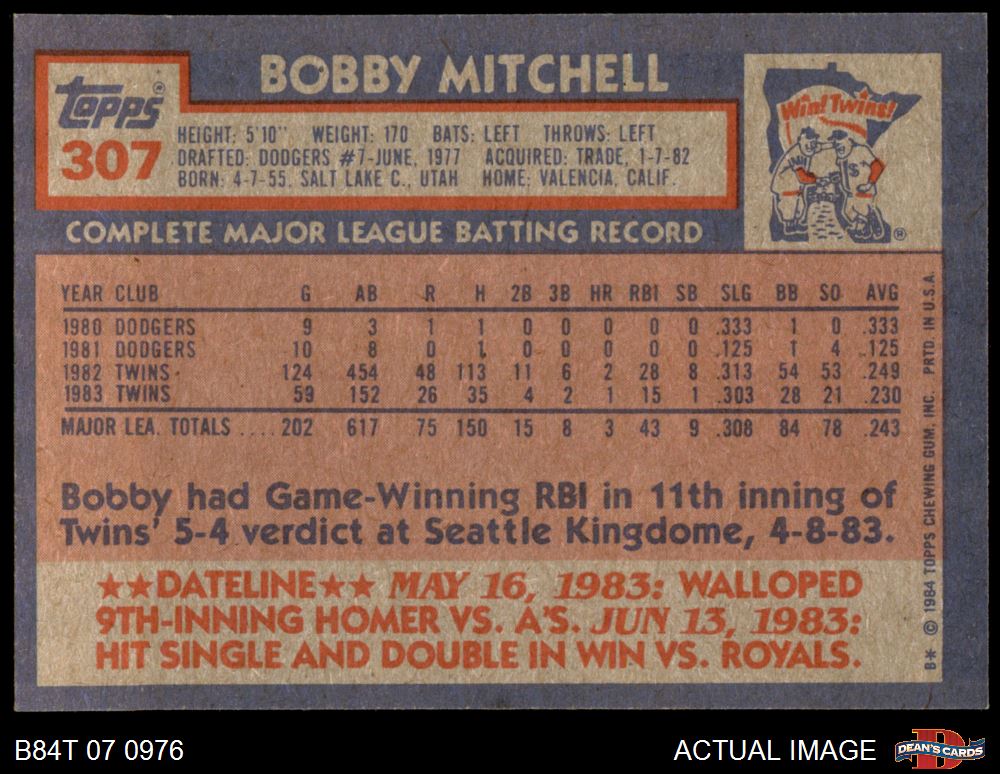 BOBBY MITCHELL
Topps®
307
HEIGHT: 5'10" WEIGHT: 170 BATS: LEFT THROWS: LEFT
DRAFTED: DODGERS #7-JUNE, 1977 ACQUIRED: TRADE, 1-7-82
BORN: 4-7-55. SALT LAKE C., UTAH HOME: VALENCIA, CALIF.
Win! Twins!
®
COMPLETE MAJOR LEAGUE BATTING RECORD
YEAR CLUB G AB R H 2B 3B HR RBI SB SLG BB SO AVG
1980 DODGERS 9 3 1 1 0 0 0 0 0 .333 1 0 .333
1981 DODGERS 10 8 0 1 0 0 0 0 0 .125 1 4 .125
1982 TWINS 124 454 48 113 11 6 2 28 8 .313 54 53 .249
1983 TWINS 59 152 26 35 4 2 1 15 1 .303 28 21 .230
MAJOR LEA. TOTALS .... 202 617 75 150 15 8 3 43 9 .308 84 78 .243
Bobby had Game-Winning RBI in 11th inning of
Twins' 5-4 verdict at Seattle Kingdome, 4-8-83.
★★DATELINE★★ MAY 16, 1983: WALLOPED
9TH-INNING HOMER VS. A'S. JUN 13, 1983:
HIT SINGLE AND DOUBLE IN WIN VS. ROYALS.
B* © 1984 TOPPS CHEWING GUM, INC. PRTD. IN U.S.A.
B84T 07 0976
ACTUAL IMAGE
D
DEAN'S CARDS